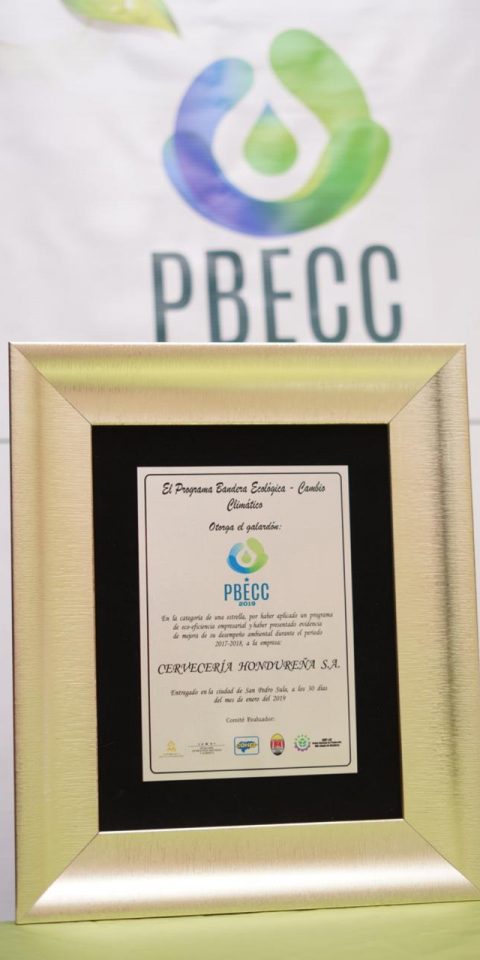 PBECC
El Programa Bandera Ecológica - Cambio
Climático
Otorga el galardón:
PBECC
2019
En la categoría de una estrella, por haber aplicado un programa
de eco-eficiencia empresarial y haber presentado evidencia
de mejora de su desempeño ambiental durante el periodo
2017-2018, a la empresa:
CERVECERÍA HONDUREÑA S.A.
Entregado en la ciudad de San Pedro Sula, a los 30 días
del mes de enero del 2019
Comité Evaluador:
COHEP